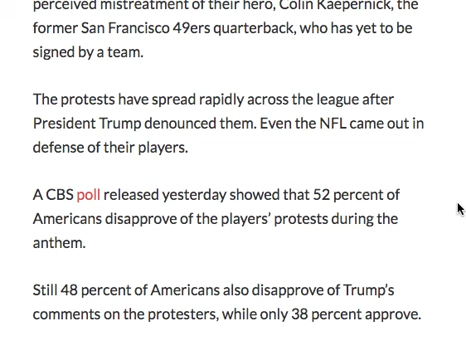 perceived mistreatment of their hero, Colin Kaepernick, the
former San Francisco 49ers quarterback, who has yet to be
signed by a team.
The protests have spread rapidly across the league after
President Trump denounced them. Even the NFL came out in
defense of their players.
A CBS poll released yesterday showed that 52 percent of
Americans disapprove of the players’ protests during the
anthem.
Still 48 percent of Americans also disapprove of Trump’s
comments on the protesters, while only 38 percent approve.